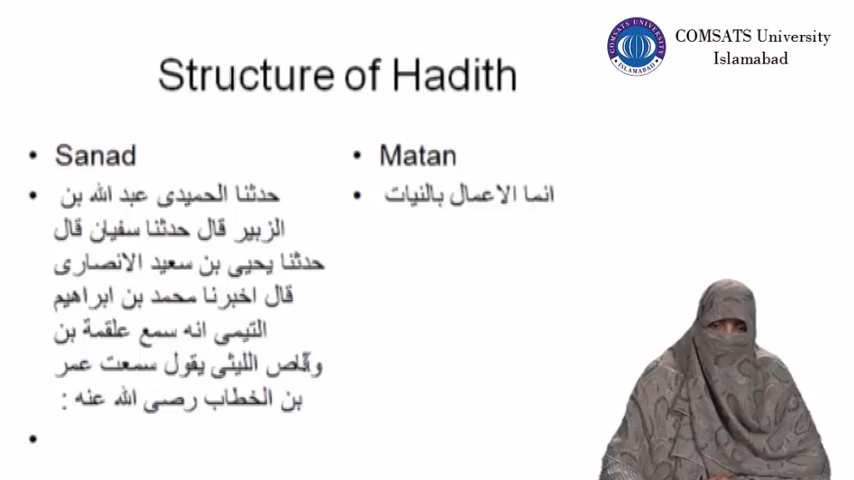 COMSATS University
Islamabad
Structure of Hadith
• Sanad
• حدثنا الحميدى عبد الله بن
الزبير قال حدثنا سفيان قال
حدثنا يحيى بن سعيد الانصارى
قال اخبرنا محمد بن ابراهيم
التيمى انه سمع علقمة بن
وقاص الليثى يقول سمعت عمر
بن الخطاب رصى الله عنه :
•
• Matan
• انما الاعمال بالنيات
COMSATS UNIVERSITY
ISLAMABAD